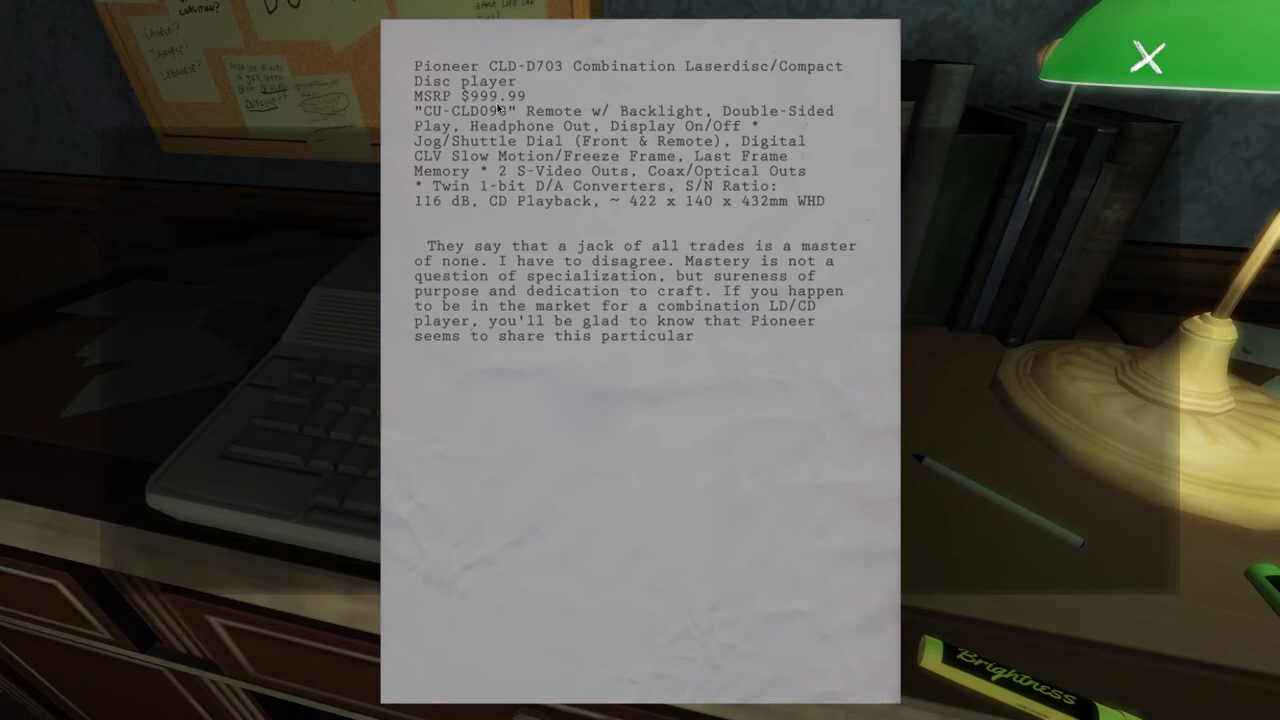 COALITION?
Pioneer CLD-D703 Combination Laserdisc/Compact
Disc player
MSRP $999.99
"CU-CLD098" Remote w/ Backlight, Double-Sided
Play, Headphone Out, Display On/Off *
Jog/Shuttle Dial (Front & Remote), Digital
CLV Slow Motion/Freeze Frame, Last Frame
Memory * 2 S-Video Outs, Coax/Optical Outs
* Twin 1-bit D/A Converters, S/N Ratio:
116 dB, CD Playback, ~ 422 x 140 x 432mm WHD
They say that a jack of all trades is a master
of none. I have to disagree. Mastery is not a
question of specialization, but sureness of
purpose and dedication to craft. If you happen
to be in the market for a combination LD/CD
player, you'll be glad to know that Pioneer
seems to share this particular
Brightness